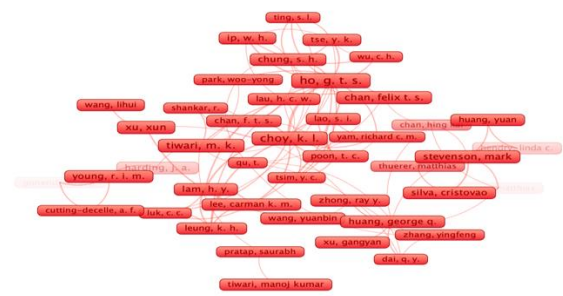 ting, s. l.
ip, w. h.
tse, y. k.
chung, s. h.
wu, c. h.
park, woo-yong
ho, g. t. s.
lau, h. c. w.
chan, felix t. s.
wang, lihui
shankar, r.
chan, f. t. s.
lao, s. i.
huang, yuan
xu, xun
chan, hing
choy, k. l.
yam, richard c. m.
tiwari, m. k.
linda c.
qu, t.
poon, t. c.
stevenson, mark
harding, j. a.
thuerer, matthias
young, r. i. m.
tsim, y. c.
lam, h. y.
silva, cristovao
lee, carman k. m.
zhong, ray y.
cutting-decelle, a. f.
luk, c. c.
wang, yuanbin
huang, george q.
leung, k. h.
zhang, yingfeng
xu, gangyan
pratap, saurabh
dai, q. y.
tiwari, manoj kumar